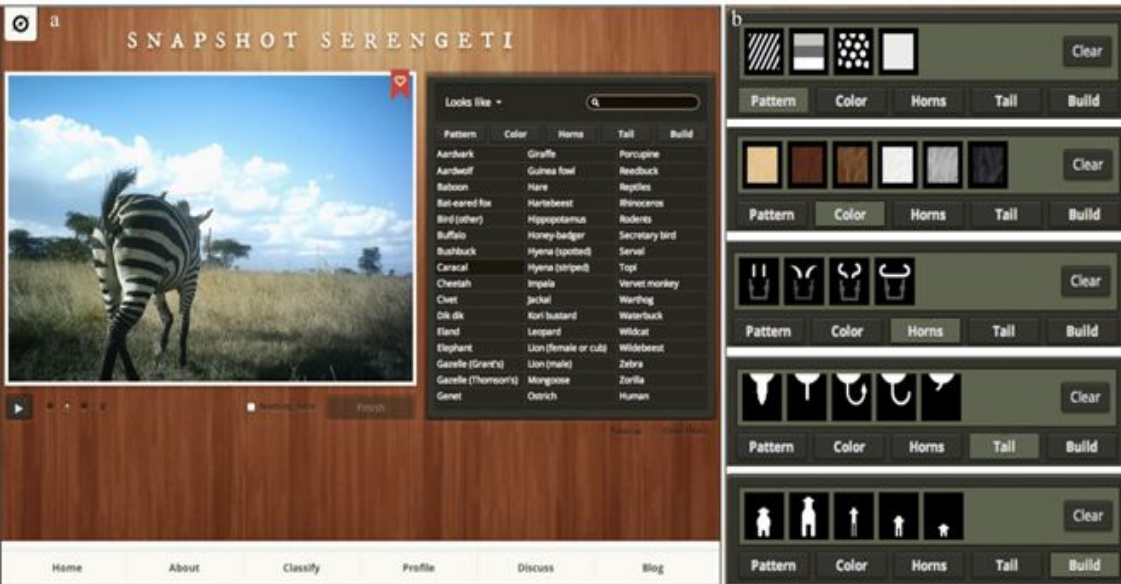 a
SNAPSHOT SERENGETI
Looks like
Pattern Color Horns Tail Build
Aardvark Giraffe Porcupine
Aardwolf Guinea fowl Reedbuck
Baboon Hare Reptiles
Bat-eared fox Hartebeest Rhinoceros
Bird (other) Hippopotamus Rodents
Buffalo Honey-badger Secretary bird
Bushbuck Hyena (spotted) Serval
Caracal Hyena (striped) Topi
Cheetah Impala Vervet monkey
Civet Jackal Warthog
Dik dik Kori bustard Waterbuck
Eland Leopard Wildcat
Elephant Lion (female or cub) Wildebeest
Gazelle (Grant's) Lion (male) Zebra
Gazelle (Thomson's) Mongoose Zorilla
Genet Ostrich Human
Finish
Home About Classify Profile Discuss Blog
b
Clear
Pattern Color Horns Tail Build
Clear
Pattern Color Horns Tail Build
Clear
Pattern Color Horns Tail Build
Clear
Pattern Color Horns Tail Build
Clear
Pattern Color Horns Tail Build